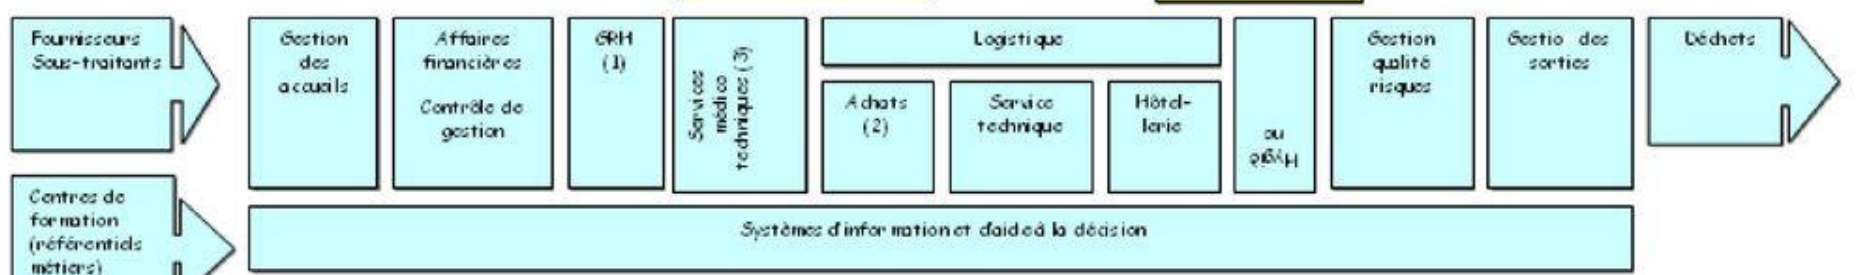 Fournisseurs
Sous-traitants
Gestion
des
accueils
Affaires
financières
Contrôle de
gestion
GRH
(1)
Services
médico
techniques (3)
Logistique
Achats
(2)
Service
technique
Hôtel-
lerie
Hygiè
ne
Gestion
qualité
risques
Gestio des
sorties
Déchets
Centres de
formation
(référentiels
métiers)
Systèmes d'information et d'aide à la décision